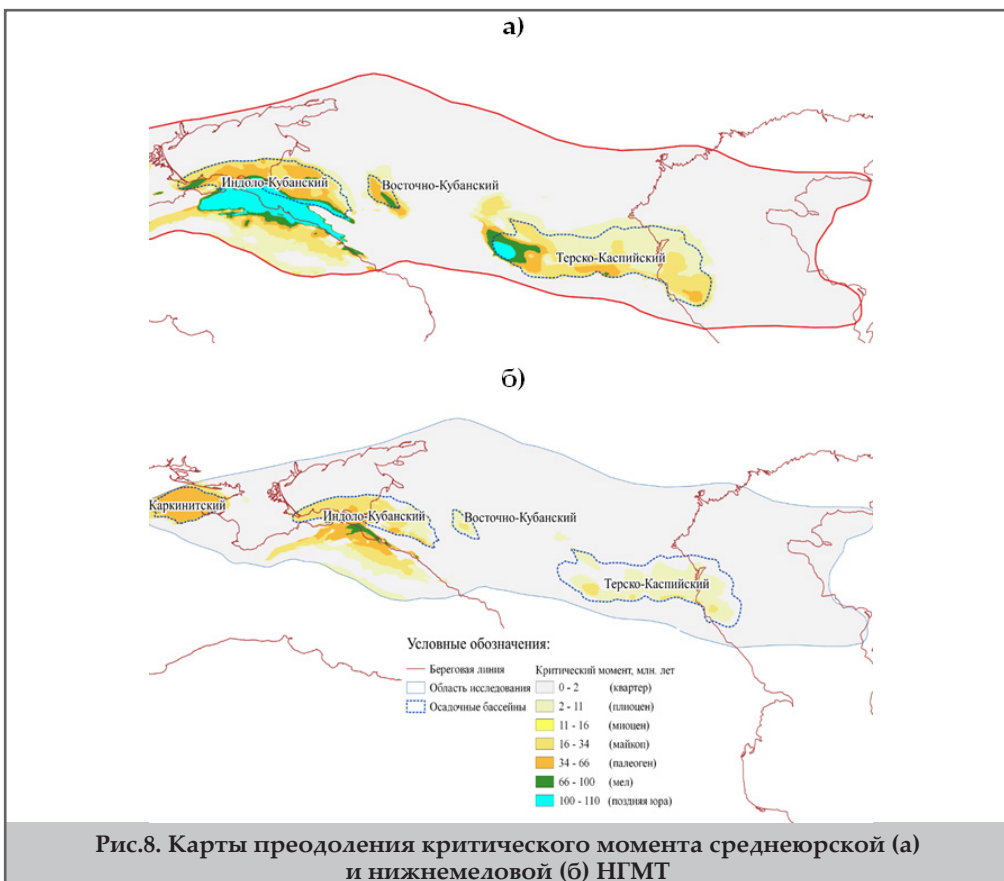 а)
Индоло-Кубанский
Восточно-Кубанский
Терско-Каспийский
б)
Каркинитский
Индоло-Кубанский
Восточно-Кубанский
Терско-Каспийский
Условные обозначения:
Береговая линия
Область исследования
Осадочные бассейны
Критический момент, млн. лет
0 - 2 (квартер)
2 - 11 (плиоцен)
11 - 16 (миоцен)
16 - 34 (майкоп)
34 - 66 (палеоген)
66 - 100 (мел)
100 - 110 (поздняя юра)
Рис.8. Карты преодоления критического момента среднеюрской (а)
и нижнемеловой (б) НГМТ